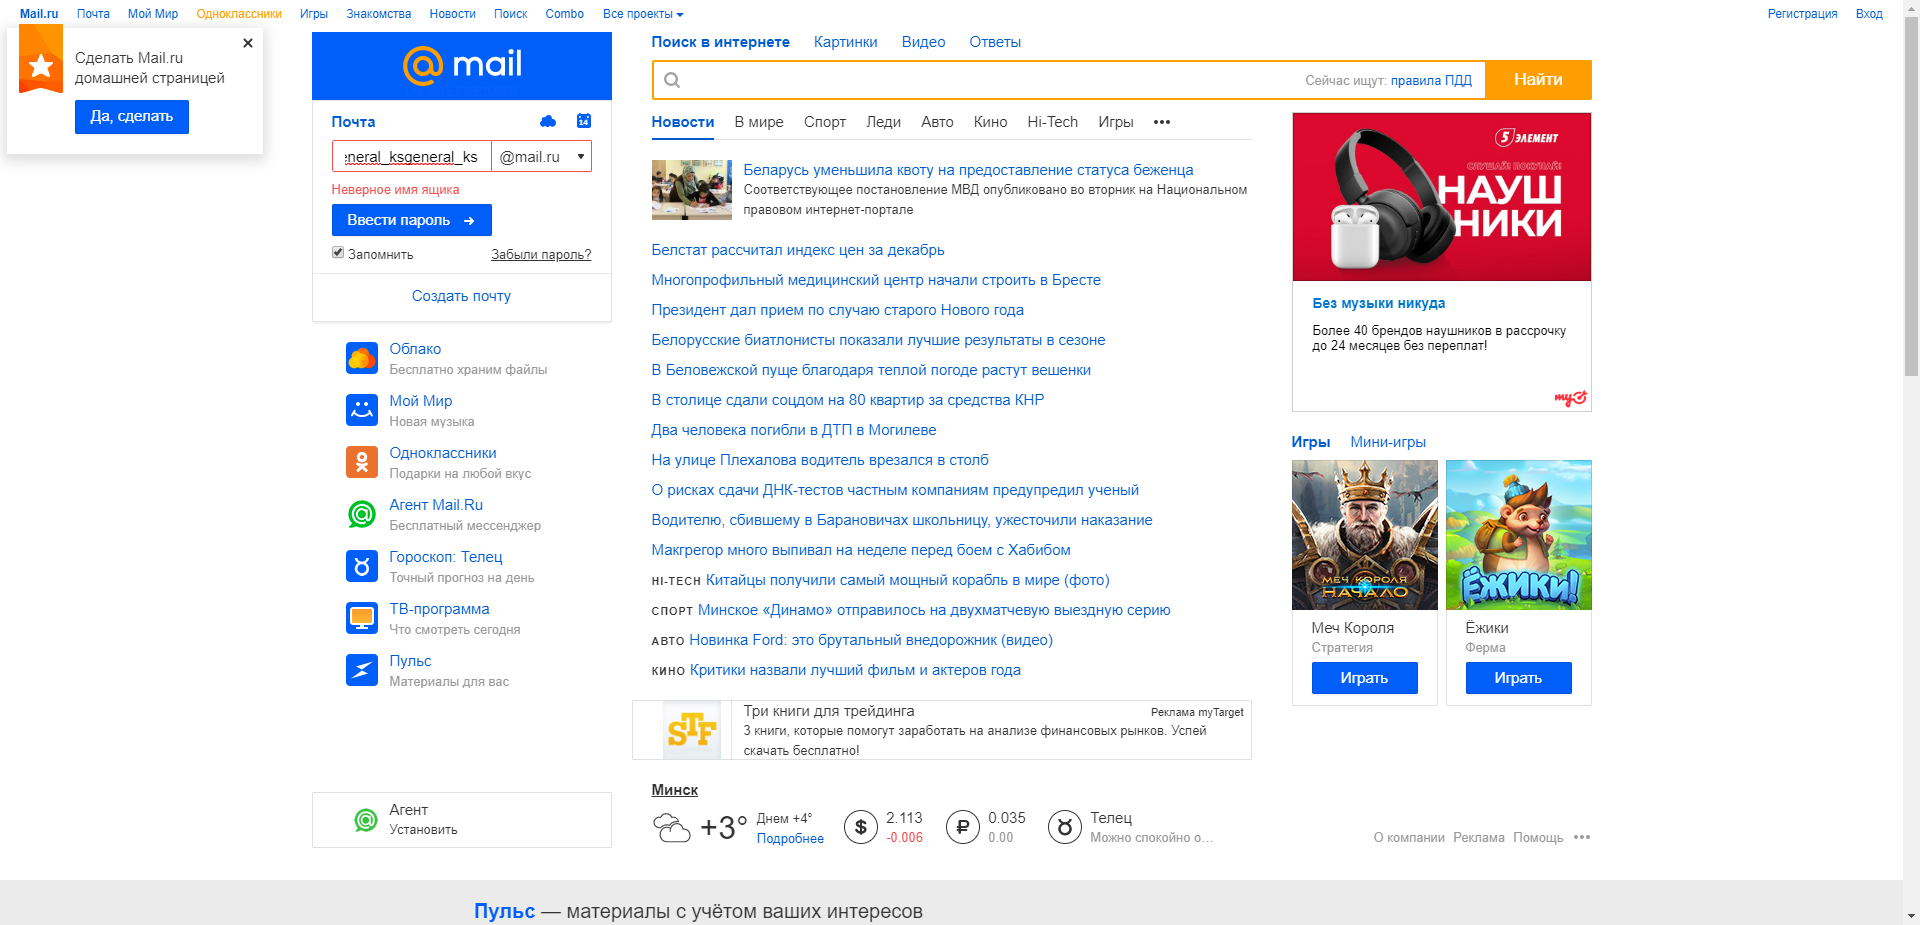 Mail.ru Почта Мой Мир Одноклассники Игры Знакомства Новости Поиск Combo Все проекты
Регистрация Вход
Сделать Mail.ru
домашней страницей
Да, сделать
@mail
Почта
14
eneral_ksgeneral_ks @mail.ru
Неверное имя ящика
Ввести пароль
Запомнить Забыли пароль?
Создать почту
Облако
Бесплатно храним файлы
Мой Мир
Новая музыка
Одноклассники
Подарки на любой вкус
Агент Mail.Ru
Бесплатный мессенджер
Гороскоп: Телец
Точный прогноз на день
ТВ-программа
Что смотреть сегодня
Пульс
Материалы для вас
Агент
Установить
Поиск в интернете Картинки Видео Ответы
Сейчас ищут: правила ПДД Найти
Новости В мире Спорт Леди Авто Кино Hi-Tech Игры •••
Беларусь уменьшила квоту на предоставление статуса беженца
Соответствующее постановление МВД опубликовано во вторник на Национальном
правовом интернет-портале
Белстат рассчитал индекс цен за декабрь
Многопрофильный медицинский центр начали строить в Бресте
Президент дал прием по случаю старого Нового года
Белорусские биатлонисты показали лучшие результаты в сезоне
В Беловежской пуще благодаря теплой погоде растут вешенки
В столице сдали соцдом на 80 квартир за средства КНР
Два человека погибли в ДТП в Могилеве
На улице Плехалова водитель врезался в столб
О рисках сдачи ДНК-тестов частным компаниям предупредил ученый
Водителю, сбившему в Барановичах школьницу, ужесточили наказание
Макгрегор много выпивал на неделе перед боем с Хабибом
HI-TECH Китайцы получили самый мощный корабль в мире (фото)
СПОРТ Минское «Динамо» отправилось на двухматчевую выездную серию
АВТО Новинка Ford: это брутальный внедорожник (видео)
КИНО Критики назвали лучший фильм и актеров года
STF
Три книги для трейдинга Реклама myTarget
3 книги, которые помогут заработать на анализе финансовых рынков. Успей
скачать бесплатно!
Минск
+3° Днем +4°
Подробнее
$ 2.113
-0.006
₽ 0.035
0.00
Телец
Можно спокойно о…
5 ЭЛЕМЕНТ
СЛУШАЙ! ПОКУПАЙ!
НАУШ
НИКИ
Без музыки никуда
Более 40 брендов наушников в рассрочку
до 24 месяцев без переплат!
my
Игры Мини-игры
МЕЧ КОРОЛЯ
НАЧАЛО
Ёжики!
Меч Короля
Стратегия
Играть
Ёжики
Ферма
Играть
О компании Реклама Помощь •••
Пульс — материалы с учётом ваших интересов